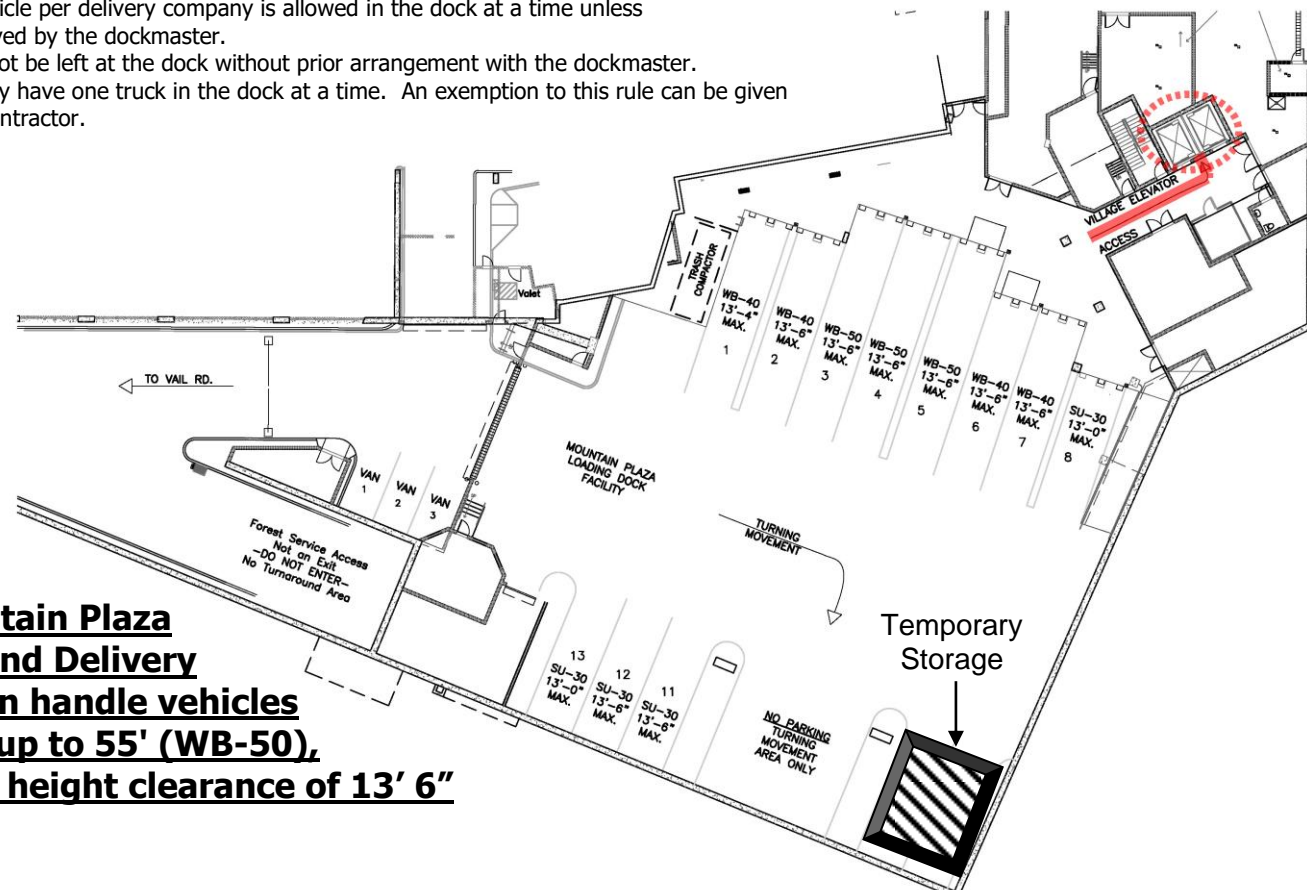 icle per delivery company is allowed in the dock at a time unless
ved by the dockmaster.
ot be left at the dock without prior arrangement with the dockmaster.
y have one truck in the dock at a time.  An exemption to this rule can be given
ntractor.
VILLAGE ELEVATOR
ACCESS
TRASH
COMPACTOR
Valet
TO VAIL RD.
WB-40
13'-4"
MAX.
1
WB-40
13'-6"
MAX.
2
WB-50
13'-6"
MAX.
3
WB-50
13'-6"
MAX.
4
WB-50
13'-6"
MAX.
5
WB-40
13'-6"
MAX.
6
WB-40
13'-6"
MAX.
7
SU-30
13'-0"
MAX.
8
MOUNTAIN PLAZA
LOADING DOCK
FACILITY
VAN
1
VAN
2
VAN
3
TURNING
MOVEMENT
Forest Service Access
Not an Exit
-DO NOT ENTER-
No Turnaround Area
tain Plaza
nd Delivery
n handle vehicles
up to 55' (WB-50),
height clearance of 13’ 6”
Temporary
Storage
13
SU-30
13'-0"
MAX.
12
SU-30
13'-6"
MAX.
11
SU-30
13'-6"
MAX.
NO PARKING
TURNING
MOVEMENT
AREA ONLY